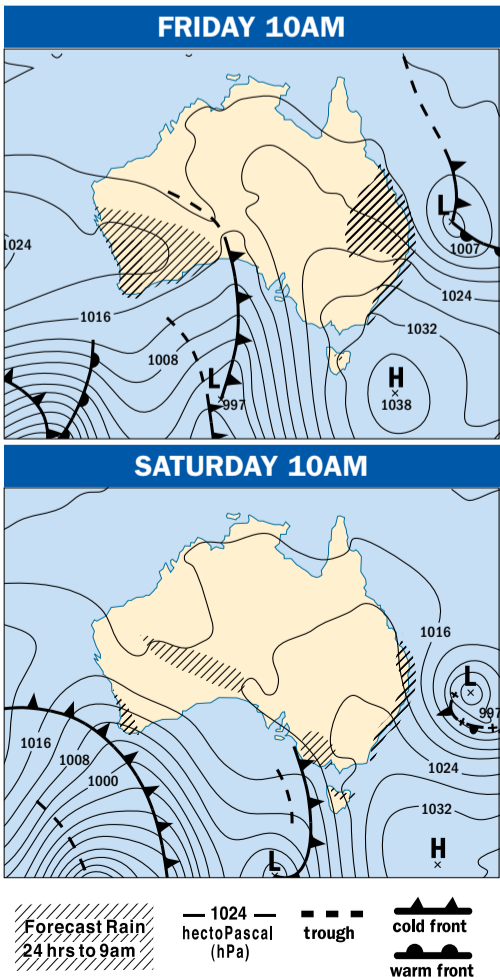 FRIDAY 10AM
L
1007
1024
1024
1016
1032
1008
L
997
H
1038
SATURDAY 10AM
1016
L
997
1016
1008
1024
1000
1032
H
L
Forecast Rain
24 hrs to 9am
1024
hectoPascal
(hPa)
trough
cold front
warm front